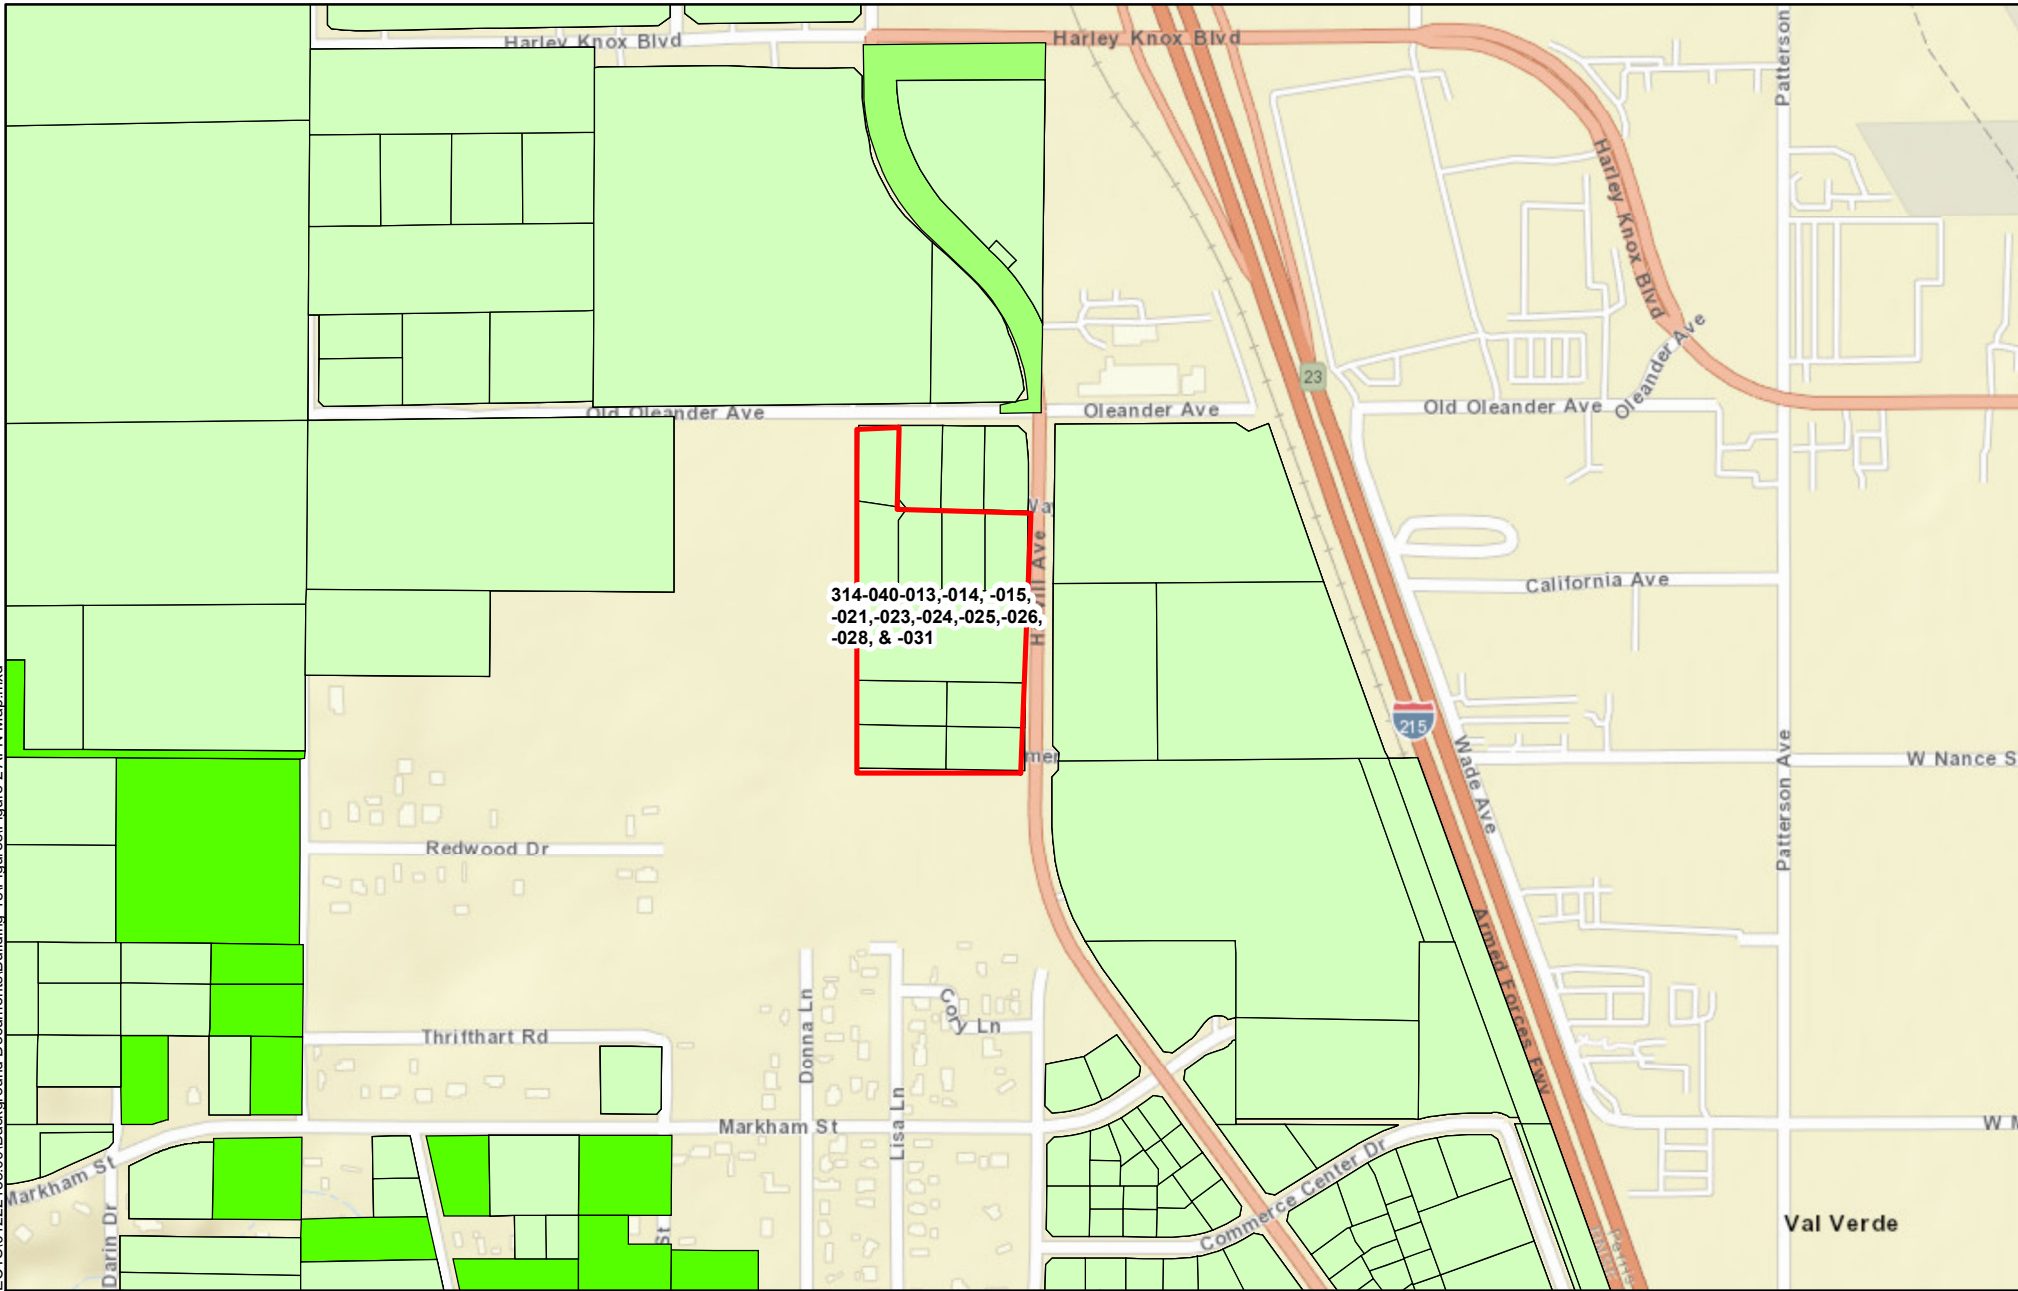 Harley Knox Blvd
Harley Knox Blvd
Patterson
Harley Knox Blvd
Oleander Ave
23
Old Oleander Ave
Oleander Ave
Old Oleander Ave
Way
California Ave
314-040-013,-014, -015,
-021,-023,-024,-025,-026,
-028, & -031
215
Wade Ave
Patterson Ave
W Nance S
Redwood Dr
Armed Forces Fwy
Thrifthart Rd
Donna Ln
Cory Ln
Lisa Ln
Markham St
W M
Markham St
Darin Dr
St
Commerce Center Dr
Val Verde
Perris